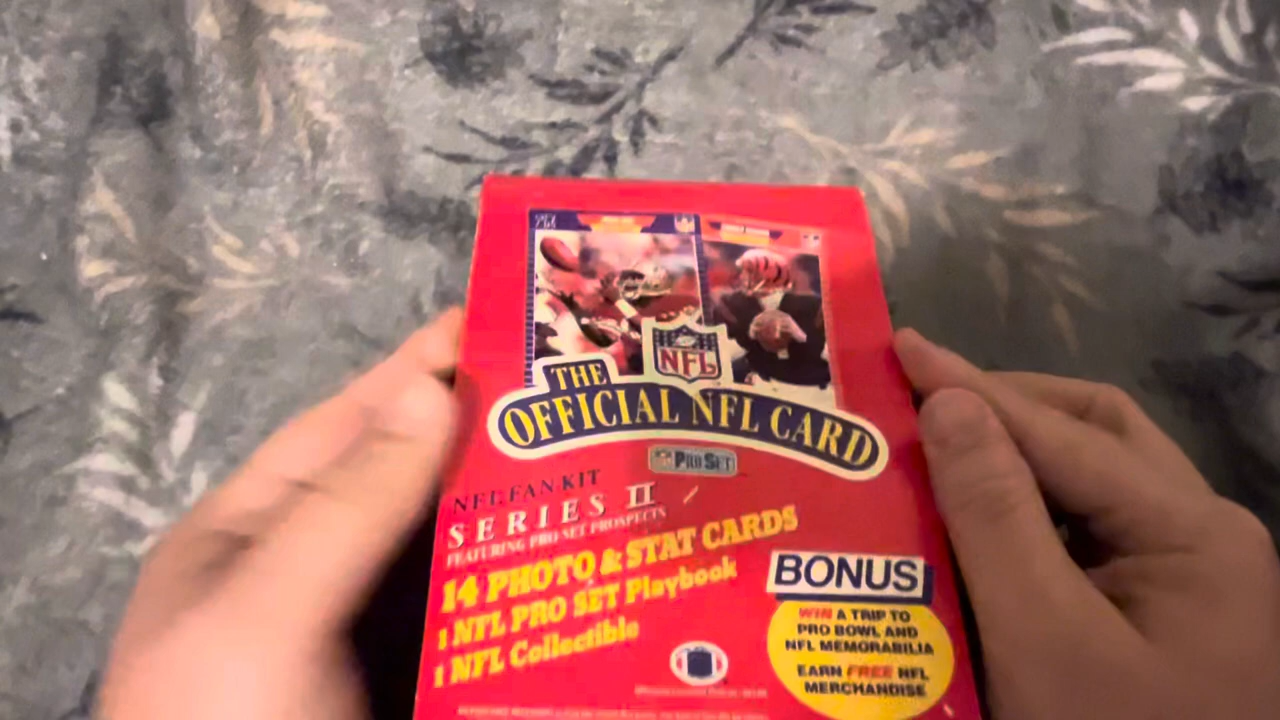 NFL
THE
OFFICIAL NFL CARD
PRO SET
NFL FAN KIT
SERIES II
FEATURING PRO SET PROSPECTS
14 PHOTO & STAT CARDS
1 NFL PRO SET Playbook
1 NFL Collectible
BONUS
WIN A TRIP TO
PRO BOWL AND
NFL MEMORABILIA
EARN FREE NFL
MERCHANDISE